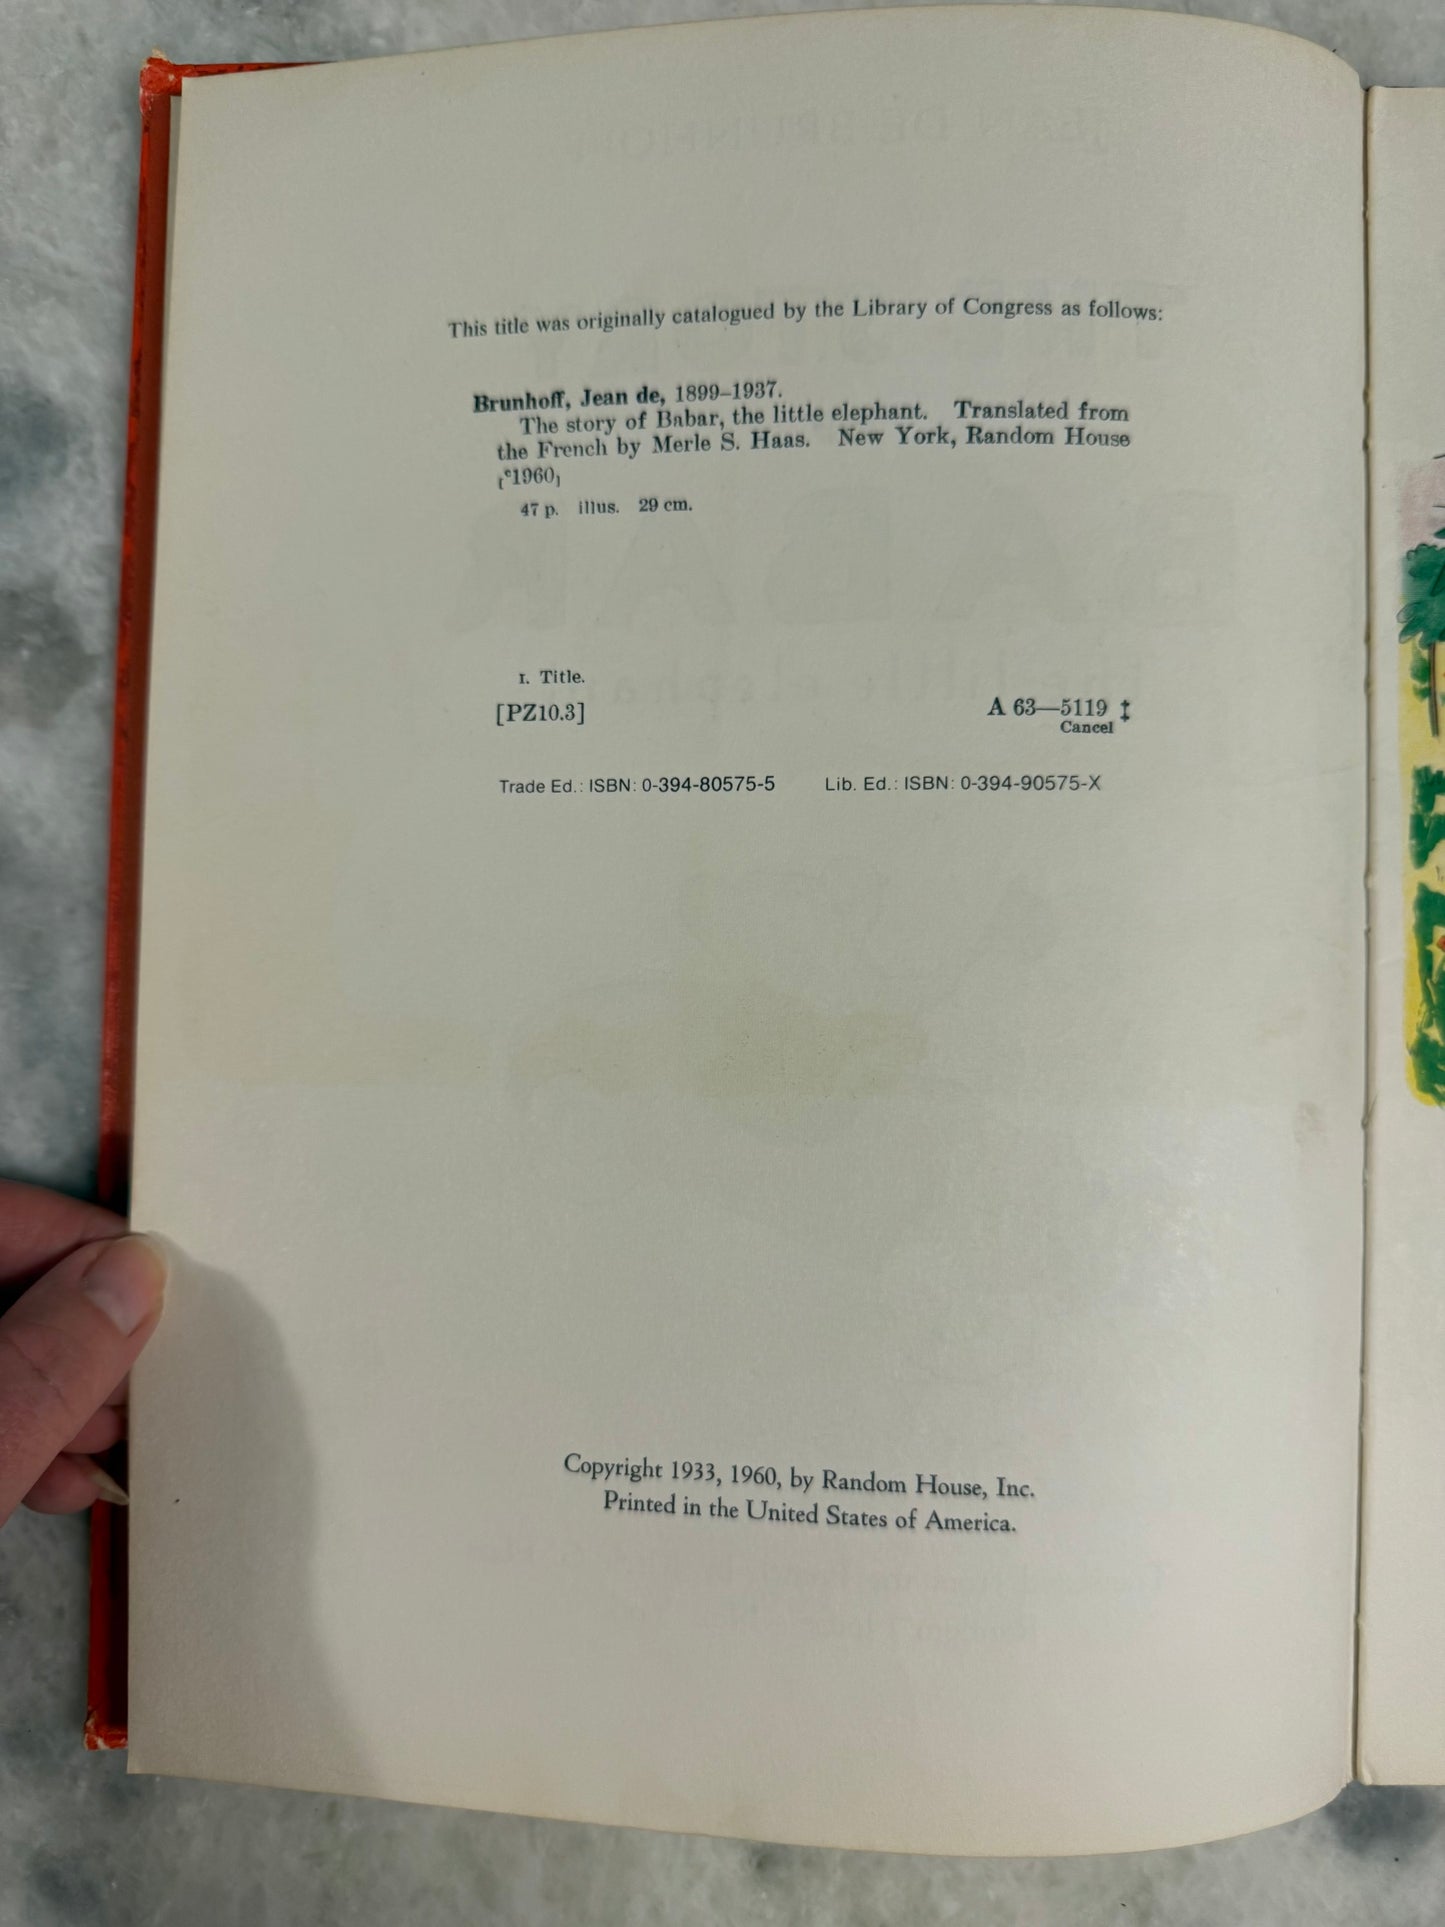 This title was originally catalogued by the Library of Congress as follows:
Brunhoff, Jean de, 1899–1937.
The story of Babar, the little elephant. Translated from
the French by Merle S. Haas. New York, Random House
[ᶜ1960]
47 p. illus. 29 cm.
I. Title.
[PZ10.3]
A 63—5119 ‡
Cancel
Trade Ed.: ISBN: 0-394-80575-5 Lib. Ed.: ISBN: 0-394-90575-X
Copyright 1933, 1960, by Random House, Inc.
Printed in the United States of America.